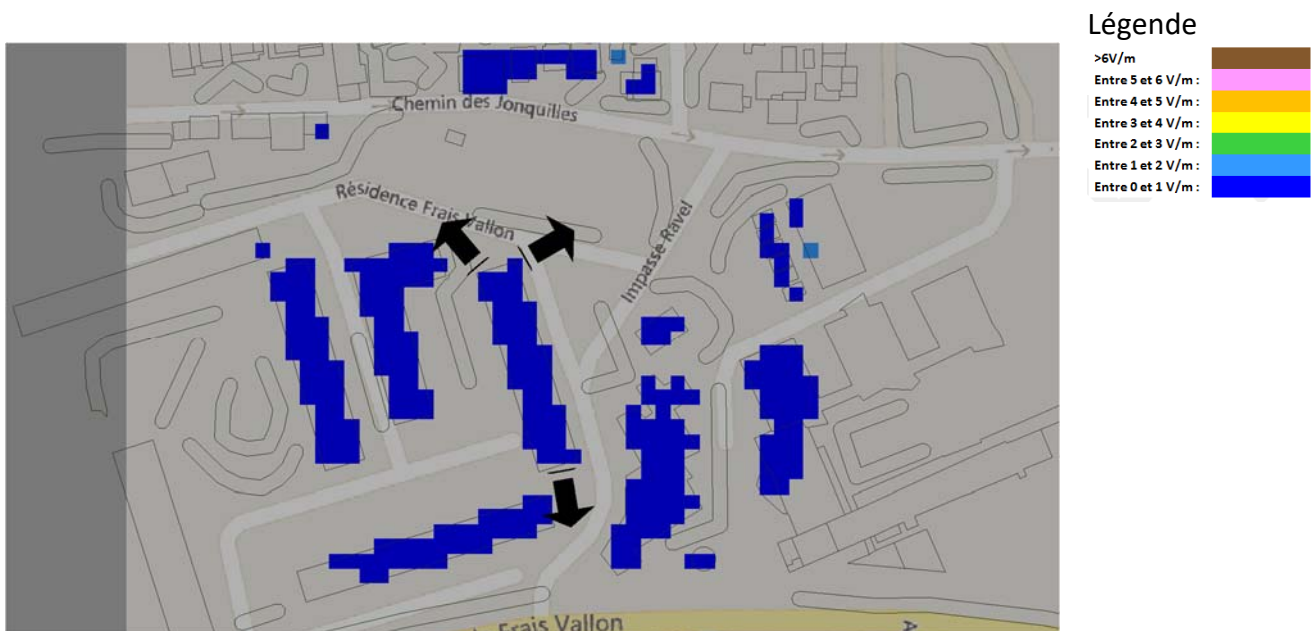 Légende
>6V/m
Entre 5 et 6 V/m :
Entre 4 et 5 V/m :
Entre 3 et 4 V/m :
Entre 2 et 3 V/m :
Entre 1 et 2 V/m :
Entre 0 et 1 V/m :
Chemin des Jonquilles
Résidence Frais Vallon
Impasse Ravel
Frais Vallon
A